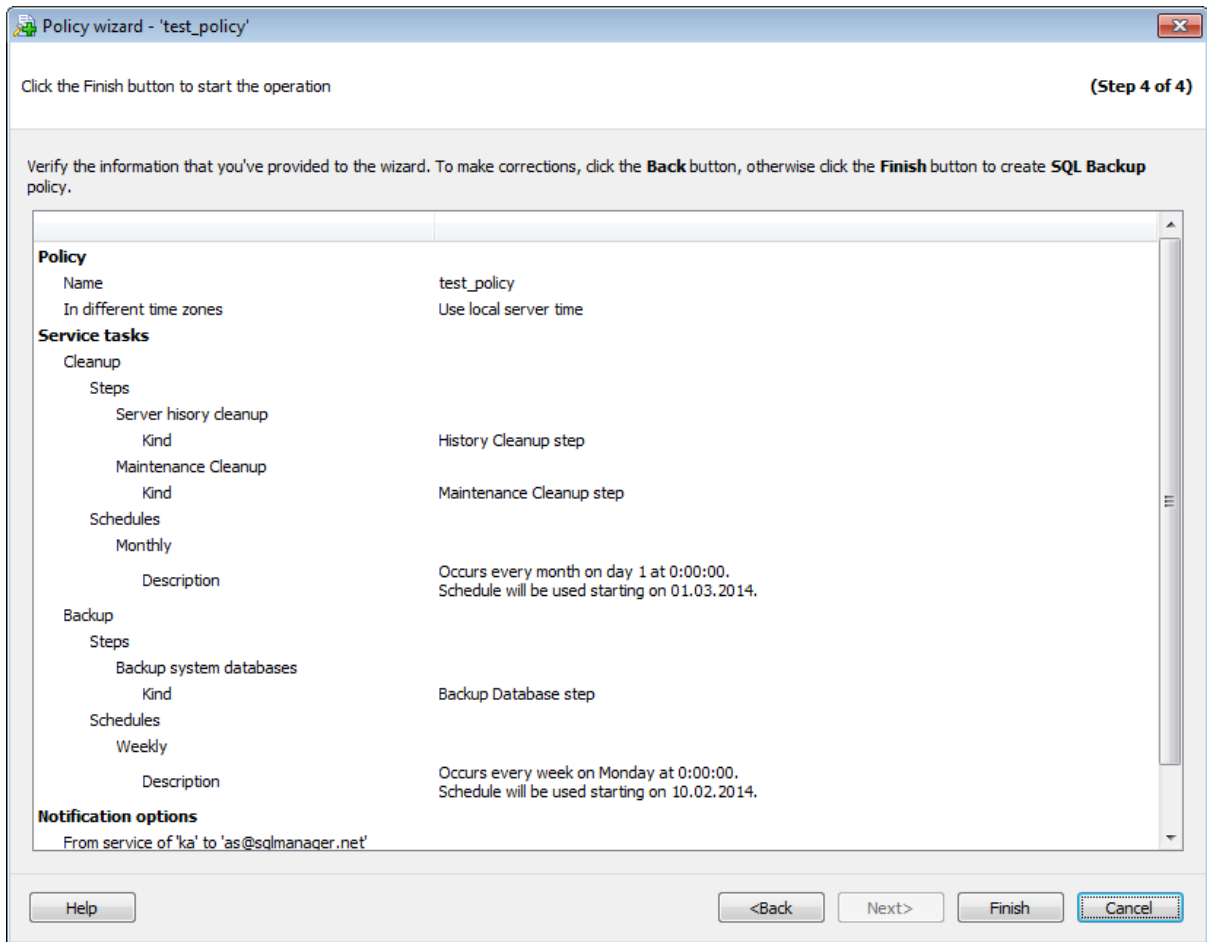 Policy wizard - 'test_policy'
Click the Finish button to start the operation
(Step 4 of 4)
Verify the information that you've provided to the wizard. To make corrections, click the Back button, otherwise click the Finish button to create SQL Backup
policy.
Policy
Name test_policy
In different time zones Use local server time
Service tasks
Cleanup
Steps
Server hisory cleanup
Kind History Cleanup step
Maintenance Cleanup
Kind Maintenance Cleanup step
Schedules
Monthly
Description Occurs every month on day 1 at 0:00:00.
Schedule will be used starting on 01.03.2014.
Backup
Steps
Backup system databases
Kind Backup Database step
Schedules
Weekly
Description Occurs every week on Monday at 0:00:00.
Schedule will be used starting on 10.02.2014.
Notification options
From service of 'ka' to 'as@sqlmanager.net'
Help <Back Next> Finish Cancel